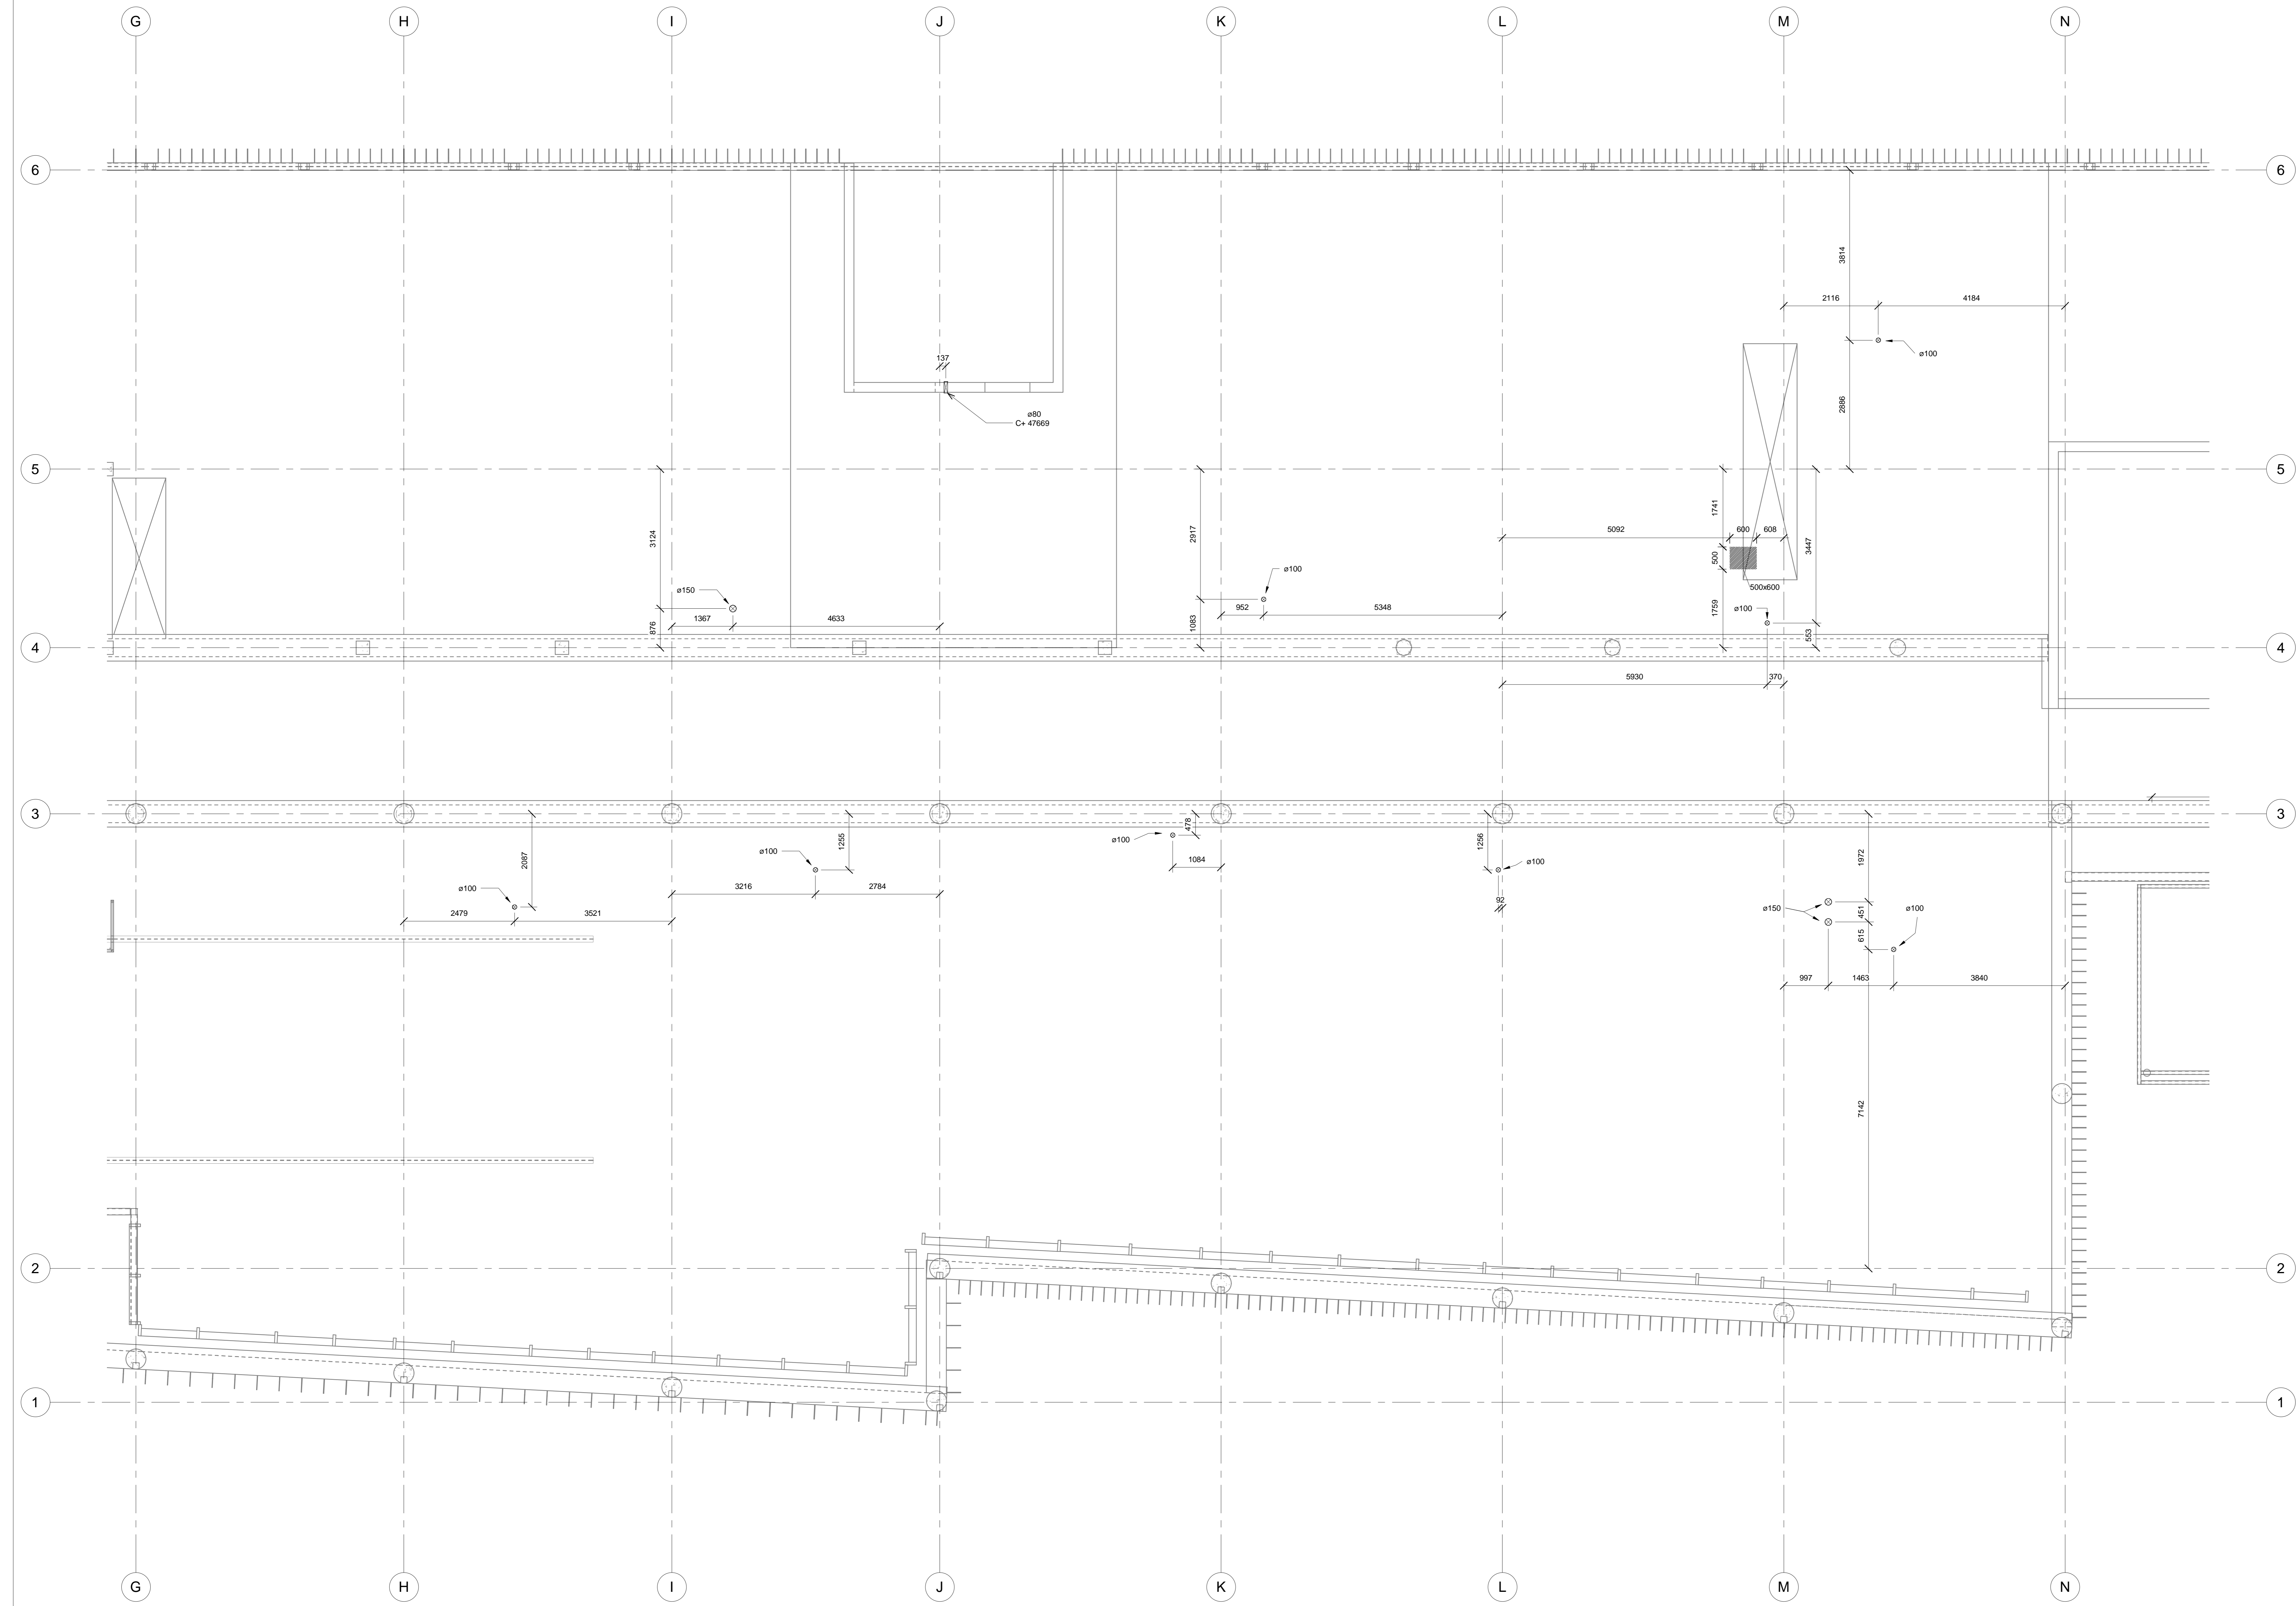 G
H
I
J
K
L
M
N
6
6
3814
2116
4184
ø100
137
2886
ø80
C+ 47669
5
5
1741
3124
2917
5092
600
608
3447
500
ø100
500x600
ø150
1759
ø100
952
5348
1367
4633
876
1083
553
4
4
5930
370
3
3
478
1255
1256
ø100
2087
ø100
1084
ø100
1972
ø100
3216
2784
92
2479
3521
ø150
451
ø100
615
997
1463
3840
7142
2
2
1
1
G
H
I
J
K
L
M
N